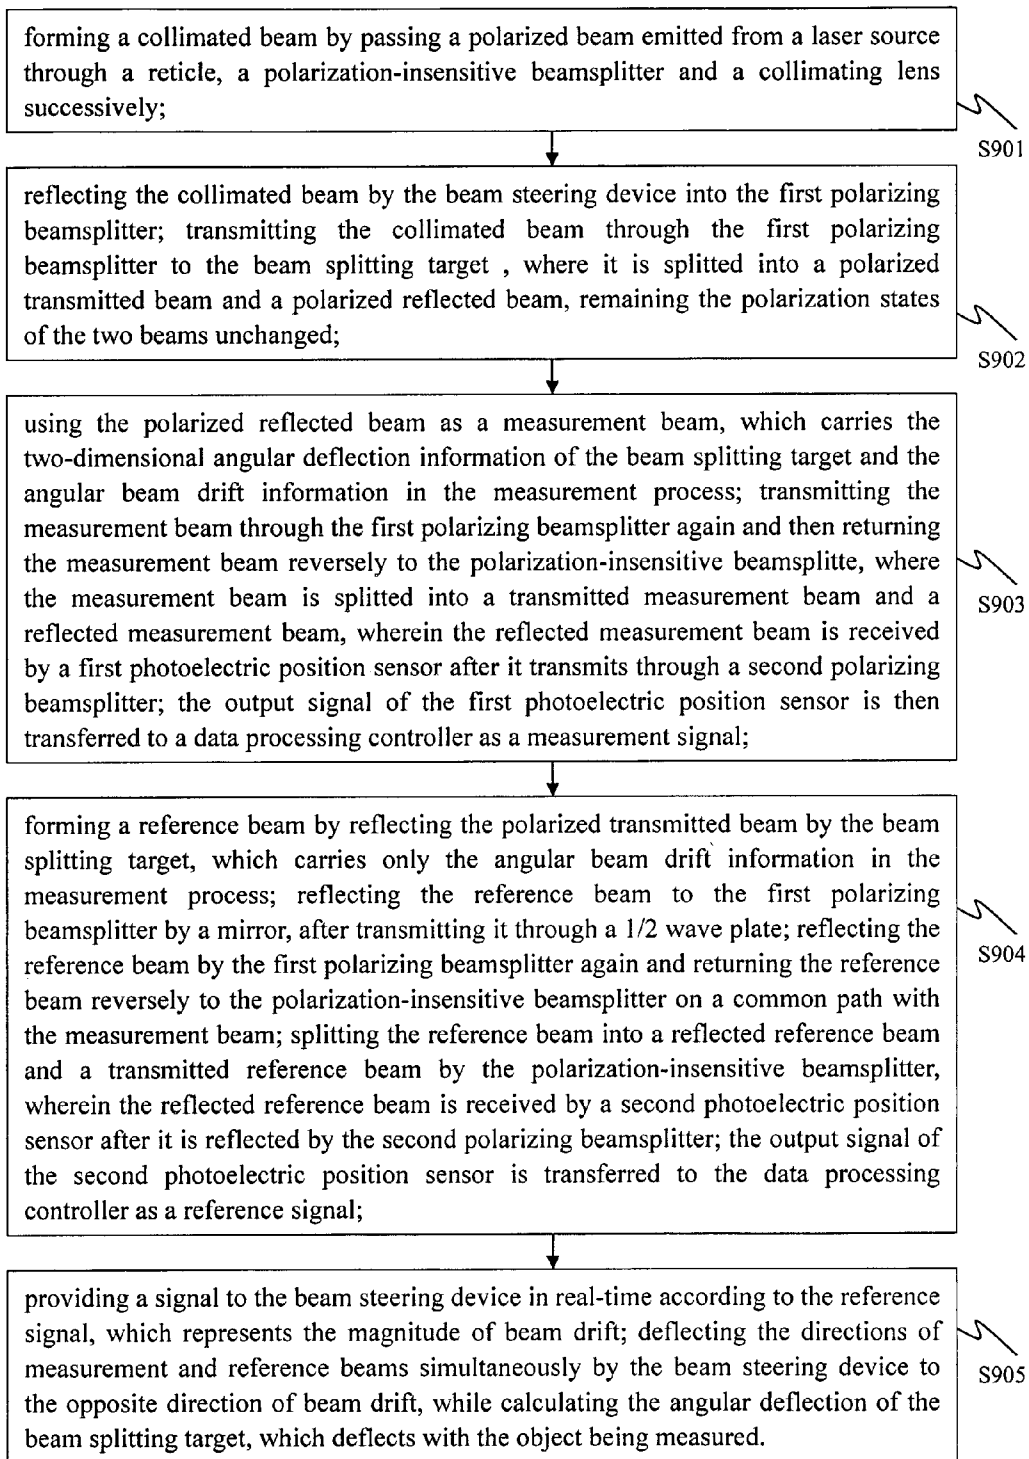 forming a collimated beam by passing a polarized beam emitted from a laser source
through a reticle, a polarization-insensitive beamsplitter and a collimating lens
successively;
S901
reflecting the collimated beam by the beam steering device into the first polarizing
beamsplitter; transmitting the collimated beam through the first polarizing
beamsplitter to the beam splitting target , where it is splitted into a polarized
transmitted beam and a polarized reflected beam, remaining the polarization states
of the two beams unchanged;
S902
using the polarized reflected beam as a measurement beam, which carries the
two-dimensional angular deflection information of the beam splitting target and the
angular beam drift information in the measurement process; transmitting the
measurement beam through the first polarizing beamsplitter again and then returning
the measurement beam reversely to the polarization-insensitive beamsplitte, where
the measurement beam is splitted into a transmitted measurement beam and a
reflected measurement beam, wherein the reflected measurement beam is received
by a first photoelectric position sensor after it transmits through a second polarizing
beamsplitter; the output signal of the first photoelectric position sensor is then
transferred to a data processing controller as a measurement signal;
S903
forming a reference beam by reflecting the polarized transmitted beam by the beam
splitting target, which carries only the angular beam drift information in the
measurement process; reflecting the reference beam to the first polarizing
beamsplitter by a mirror, after transmitting it through a 1/2 wave plate; reflecting the
reference beam by the first polarizing beamsplitter again and returning the reference
beam reversely to the polarization-insensitive beamsplitter on a common path with
the measurement beam; splitting the reference beam into a reflected reference beam
and a transmitted reference beam by the polarization-insensitive beamsplitter,
wherein the reflected reference beam is received by a second photoelectric position
sensor after it is reflected by the second polarizing beamsplitter; the output signal of
the second photoelectric position sensor is transferred to the data processing
controller as a reference signal;
S904
providing a signal to the beam steering device in real-time according to the reference
signal, which represents the magnitude of beam drift; deflecting the directions of
measurement and reference beams simultaneously by the beam steering device to
the opposite direction of beam drift, while calculating the angular deflection of the
beam splitting target, which deflects with the object being measured.
S905